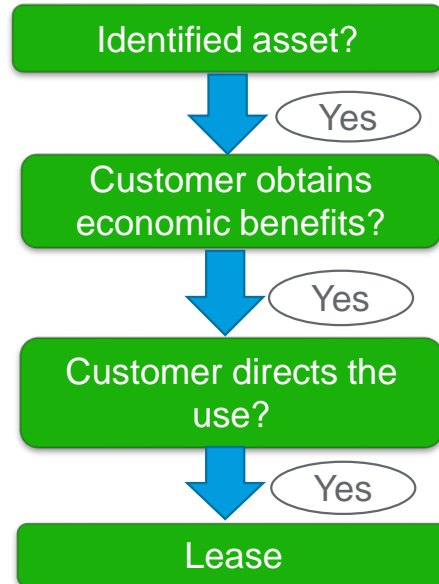 Identified asset?
Yes
Customer obtains
economic benefits?
Yes
Customer directs the
use?
Yes
Lease